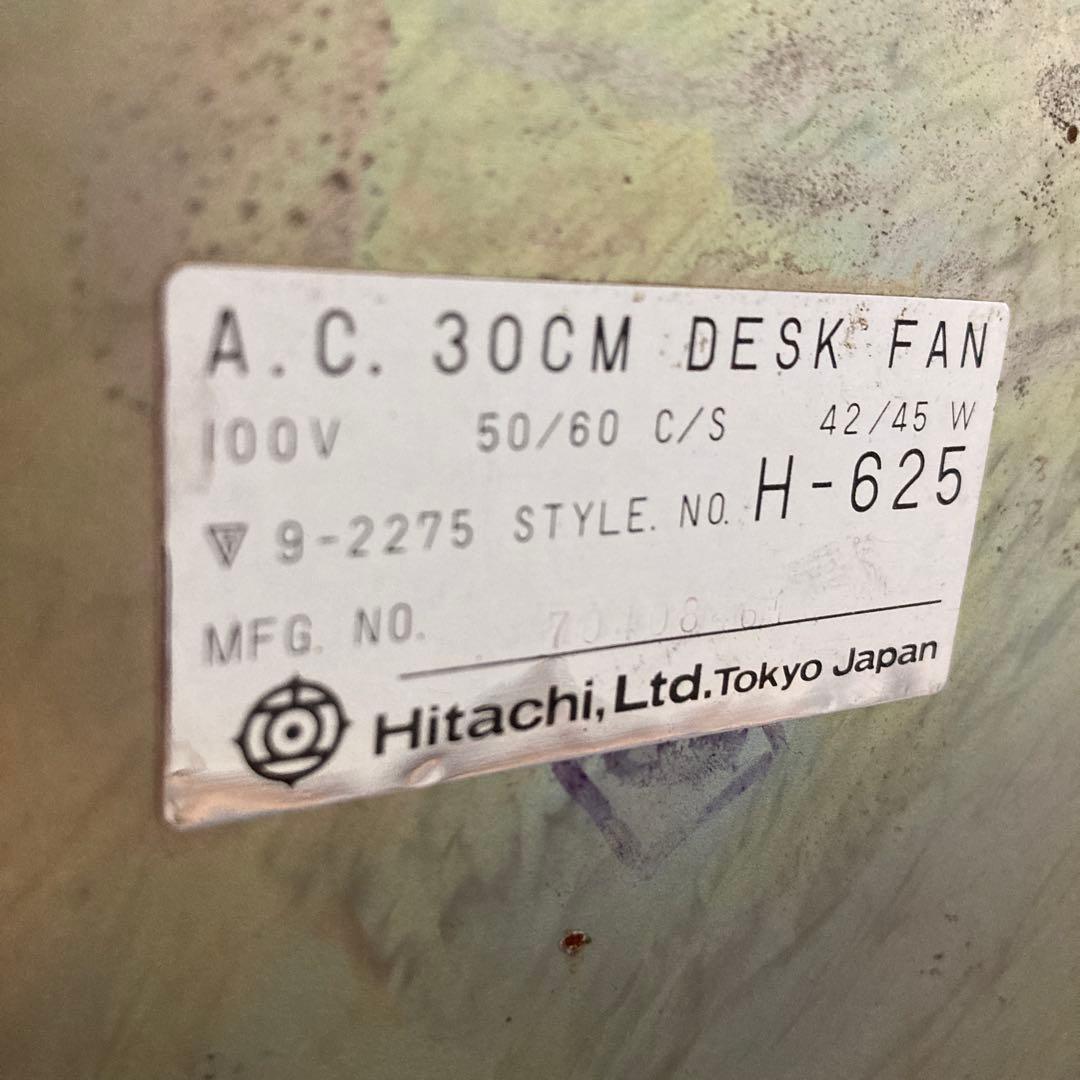 A.C. 30CM DESK FAN
100V 50/60 C/S 42/45 W
9-2275 STYLE. NO. H-625
MFG. NO.
Hitachi, Ltd. Tokyo Japan